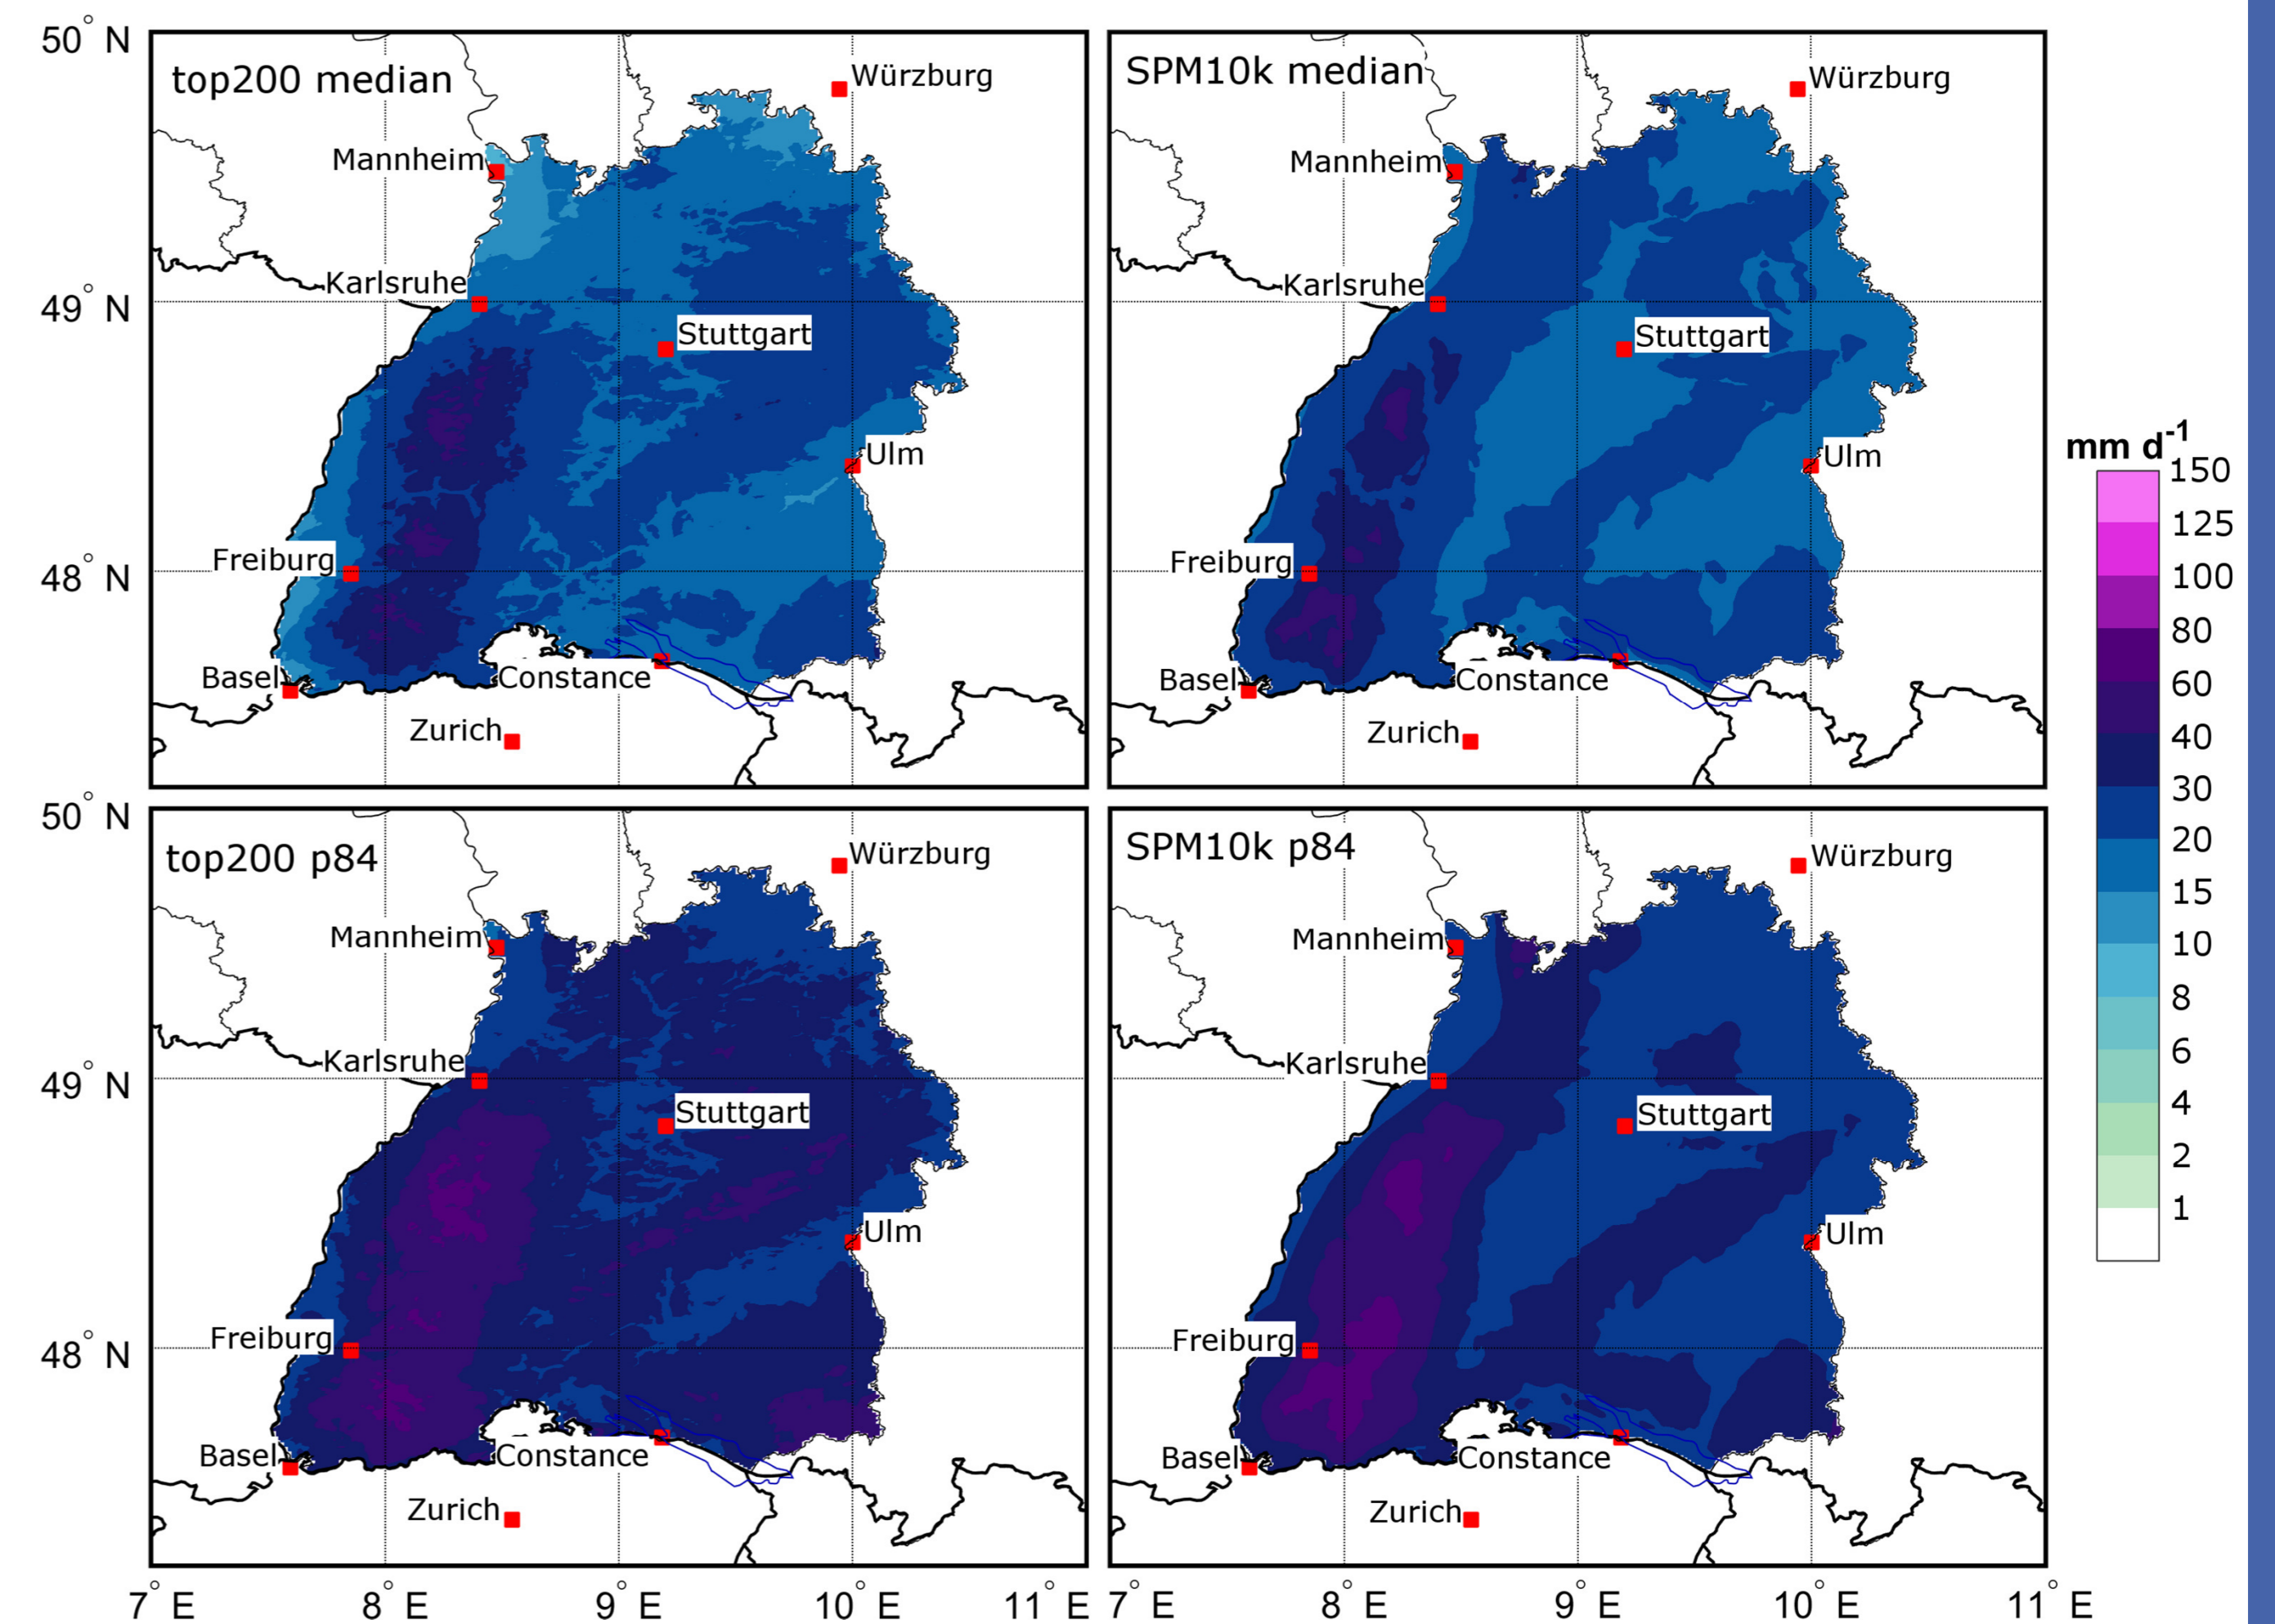 50° N
top200 median
Würzburg
Mannheim
Karlsruhe
49° N
Stuttgart
Ulm
Freiburg
48° N
Basel
Constance
Zurich
SPM10k median
Würzburg
Mannheim
Karlsruhe
Stuttgart
Ulm
Freiburg
Basel
Constance
Zurich
50° N
top200 p84
Würzburg
Mannheim
Karlsruhe
49° N
Stuttgart
Ulm
Freiburg
48° N
Basel
Constance
Zurich
7° E 8° E 9° E 10° E 11° E
SPM10k p84
Würzburg
Mannheim
Karlsruhe
Stuttgart
Ulm
Freiburg
Basel
Constance
Zurich
7° E 8° E 9° E 10° E 11° E
mm d⁻¹
150
125
100
80
60
40
30
20
15
10
8
6
4
2
1